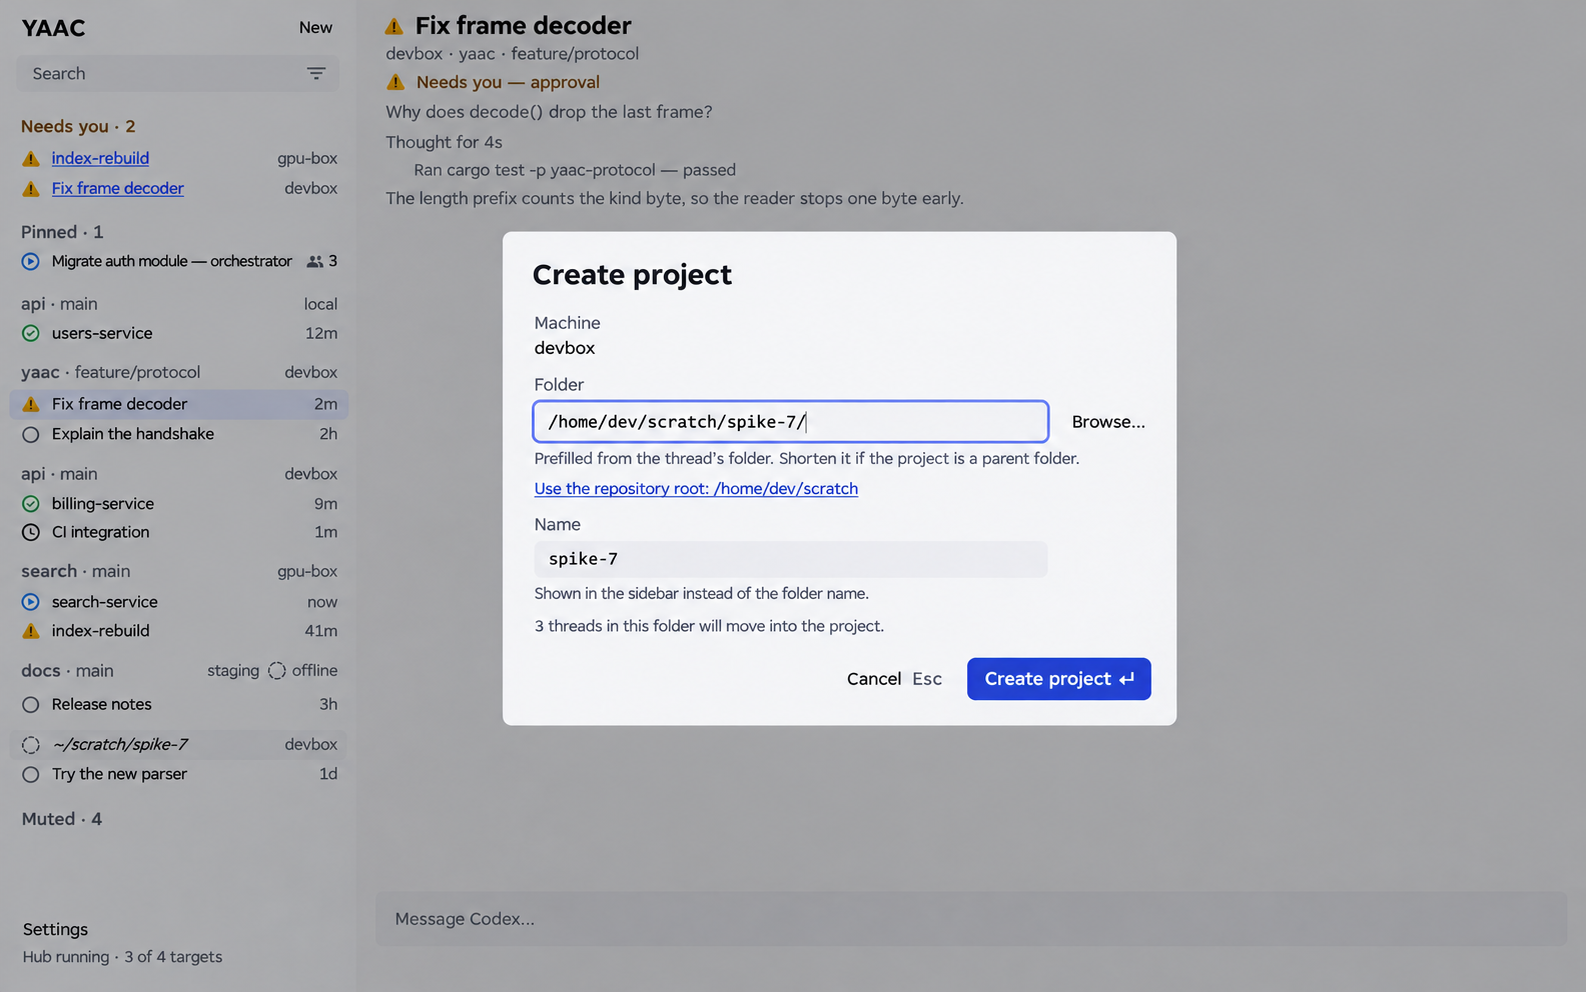 YAAC
New
Search
Needs you · 2
index-rebuild gpu-box
Fix frame decoder devbox
Pinned · 1
Migrate auth module — orchestrator 3
api · main local
users-service 12m
yaac · feature/protocol devbox
Fix frame decoder 2m
Explain the handshake 2h
api · main devbox
billing-service 9m
CI integration 1m
search · main gpu-box
search-service now
index-rebuild 41m
docs · main staging offline
Release notes 3h
~/scratch/spike-7 devbox
Try the new parser 1d
Muted · 4
Settings
Hub running · 3 of 4 targets
Fix frame decoder
devbox · yaac · feature/protocol
Needs you — approval
Why does decode() drop the last frame?
Thought for 4s
Ran cargo test -p yaac-protocol — passed
The length prefix counts the kind byte, so the reader stops one byte early.
Create project
Machine
devbox
Folder
/home/dev/scratch/spike-7/
Browse...
Prefilled from the thread's folder. Shorten it if the project is a parent folder.
Use the repository root: /home/dev/scratch
Name
spike-7
Shown in the sidebar instead of the folder name.
3 threads in this folder will move into the project.
Cancel Esc
Create project ↵
Message Codex...